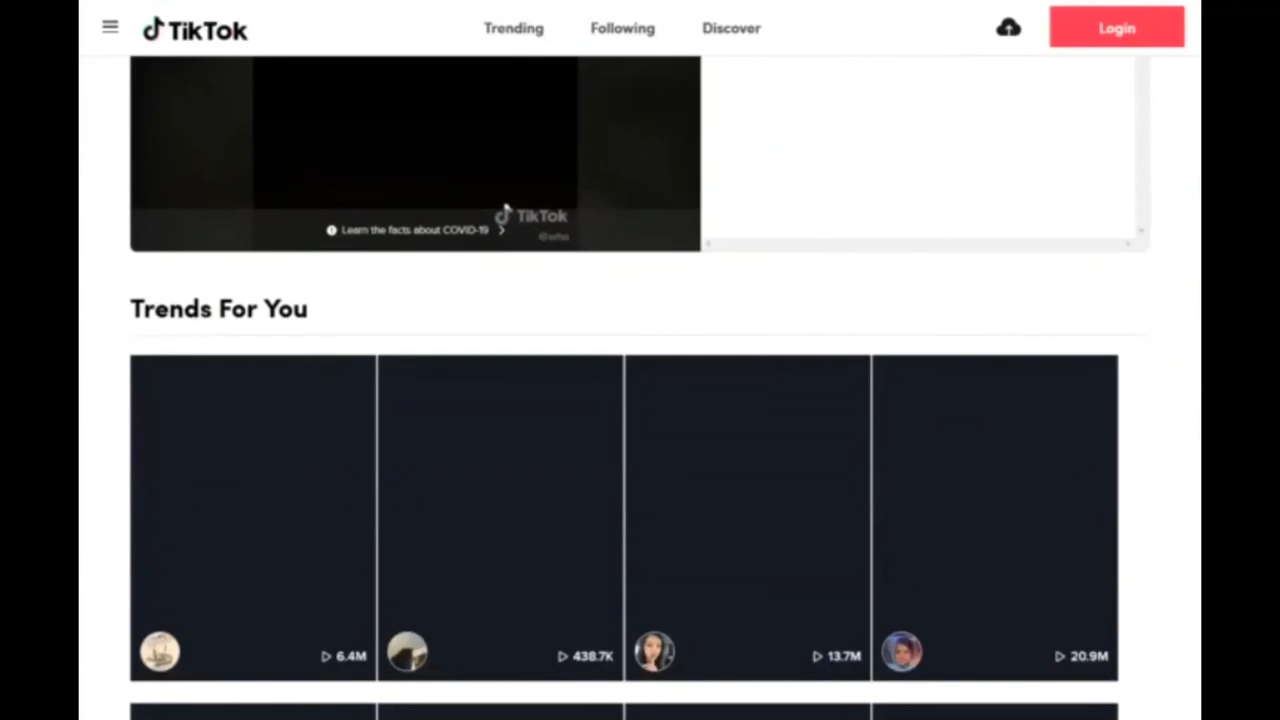 TikTok
Trending
Following
Discover
Login
TikTok
Learn the facts about COVID-19
@who
Trends For You
6.4M
438.7K
13.7M
20.9M